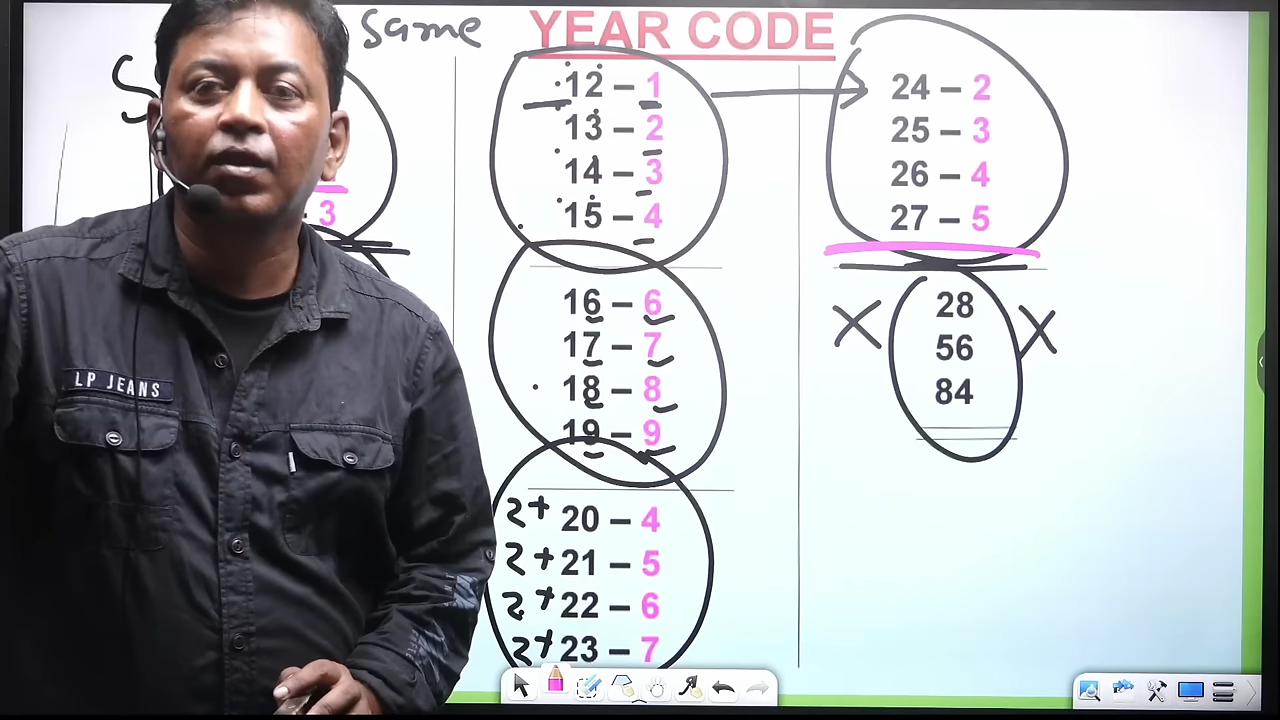 Same
YEAR CODE
3
12 – 1
13 – 2
14 – 3
15 – 4
16 – 6
17 – 7
18 – 8
19 – 9
2+ 20 – 4
2+ 21 – 5
2+ 22 – 6
2+ 23 – 7
24 – 2
25 – 3
26 – 4
27 – 5
X 28 X
56
84
LP JEANS